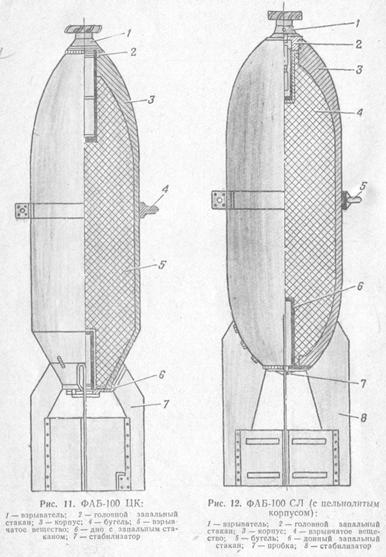 1
2
3
4
5
6
7
1
2
3
4
5
6
7
8
Рис. 11. ФАБ-100 ЦК:
1 — взрыватель; 2 — головной запальный
стакан; 3 — корпус; 4 — бугель; 5 — взрыв-
чатое вещество; 6 — дно с запальным ста-
каном; 7 — стабилизатор
Рис. 12. ФАБ-100 СЛ (с цельнолитым
корпусом):
1 — взрыватель; 2 — головной запальный
стакан; 3 — корпус; 4 — взрывчатое веще-
ство; 5 — бугель; 6 — донный запальный
стакан; 7 — пробка; 8 — стабилизатор